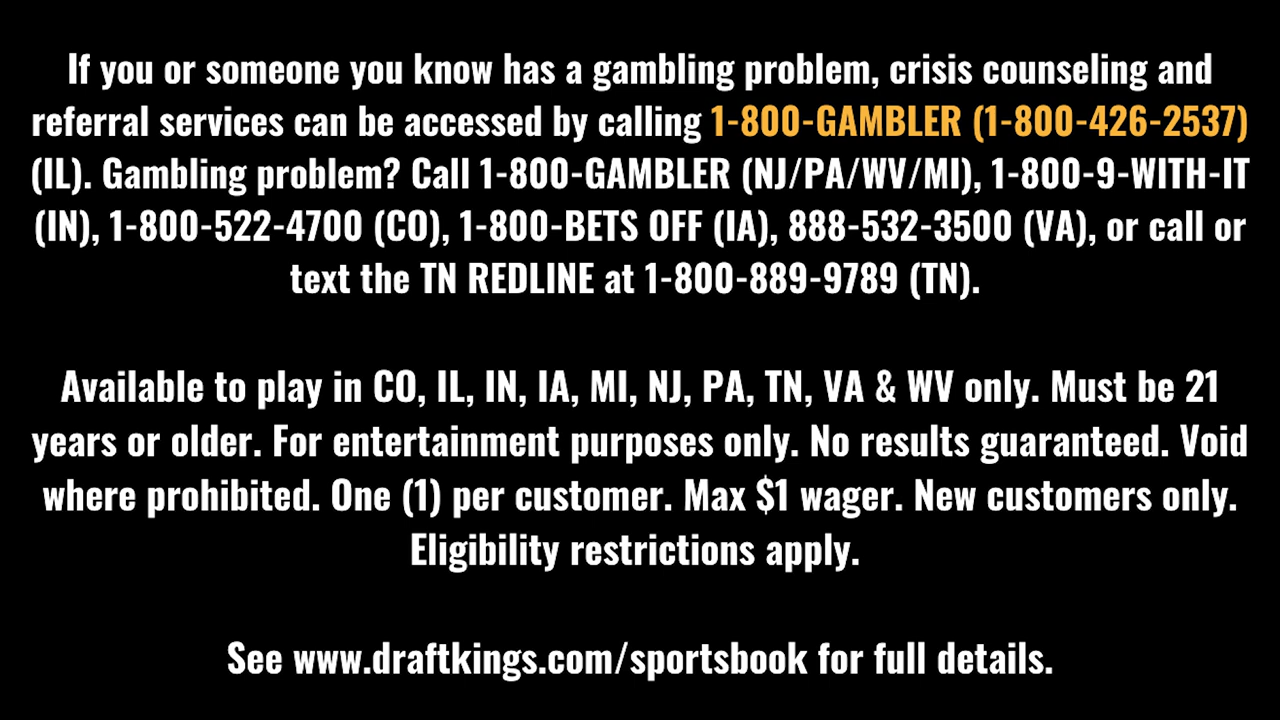 If you or someone you know has a gambling problem, crisis counseling and
referral services can be accessed by calling 1-800-GAMBLER (1-800-426-2537)
(IL). Gambling problem? Call 1-800-GAMBLER (NJ/PA/WV/MI), 1-800-9-WITH-IT
(IN), 1-800-522-4700 (CO), 1-800-BETS OFF (IA), 888-532-3500 (VA), or call or
text the TN REDLINE at 1-800-889-9789 (TN).
Available to play in CO, IL, IN, IA, MI, NJ, PA, TN, VA & WV only. Must be 21
years or older. For entertainment purposes only. No results guaranteed. Void
where prohibited. One (1) per customer. Max $1 wager. New customers only.
Eligibility restrictions apply.
See www.draftkings.com/sportsbook for full details.